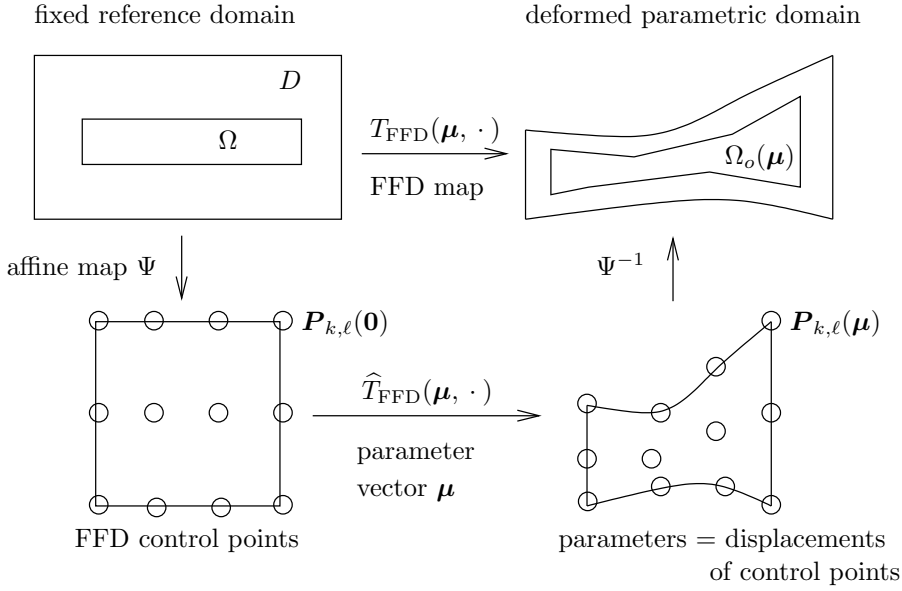 fixed reference domain
deformed parametric domain
D
Ω
T_FFD(μ, ·)
FFD map
Ω_o(μ)
affine map Ψ
Ψ⁻¹
P_{k,ℓ}(0)
P_{k,ℓ}(μ)
T̂_FFD(μ, ·)
parameter
vector μ
FFD control points
parameters = displacements
of control points